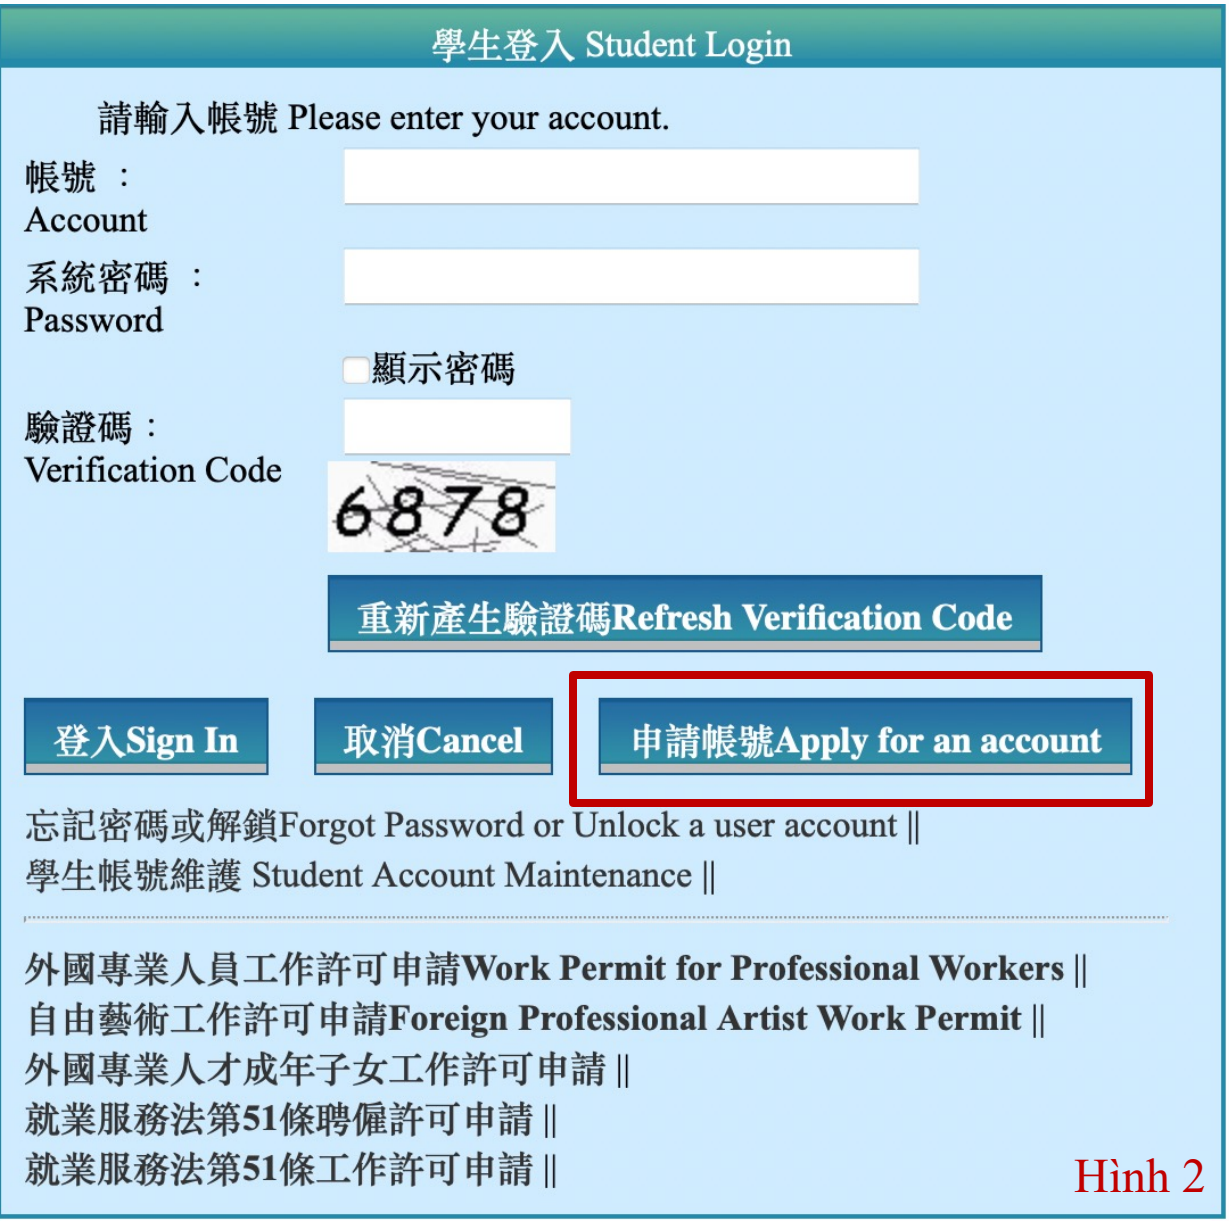 學生登入 Student Login
請輸入帳號 Please enter your account.
帳號 ：
Account
系統密碼 ：
Password
顯示密碼
驗證碼：
Verification Code
6878
重新產生驗證碼Refresh Verification Code
登入Sign In
取消Cancel
申請帳號Apply for an account
忘記密碼或解鎖Forgot Password or Unlock a user account ||
學生帳號維護 Student Account Maintenance ||
外國專業人員工作許可申請Work Permit for Professional Workers ||
自由藝術工作許可申請Foreign Professional Artist Work Permit ||
外國專業人才成年子女工作許可申請 ||
就業服務法第51條聘僱許可申請 ||
就業服務法第51條工作許可申請 ||
Hình 2